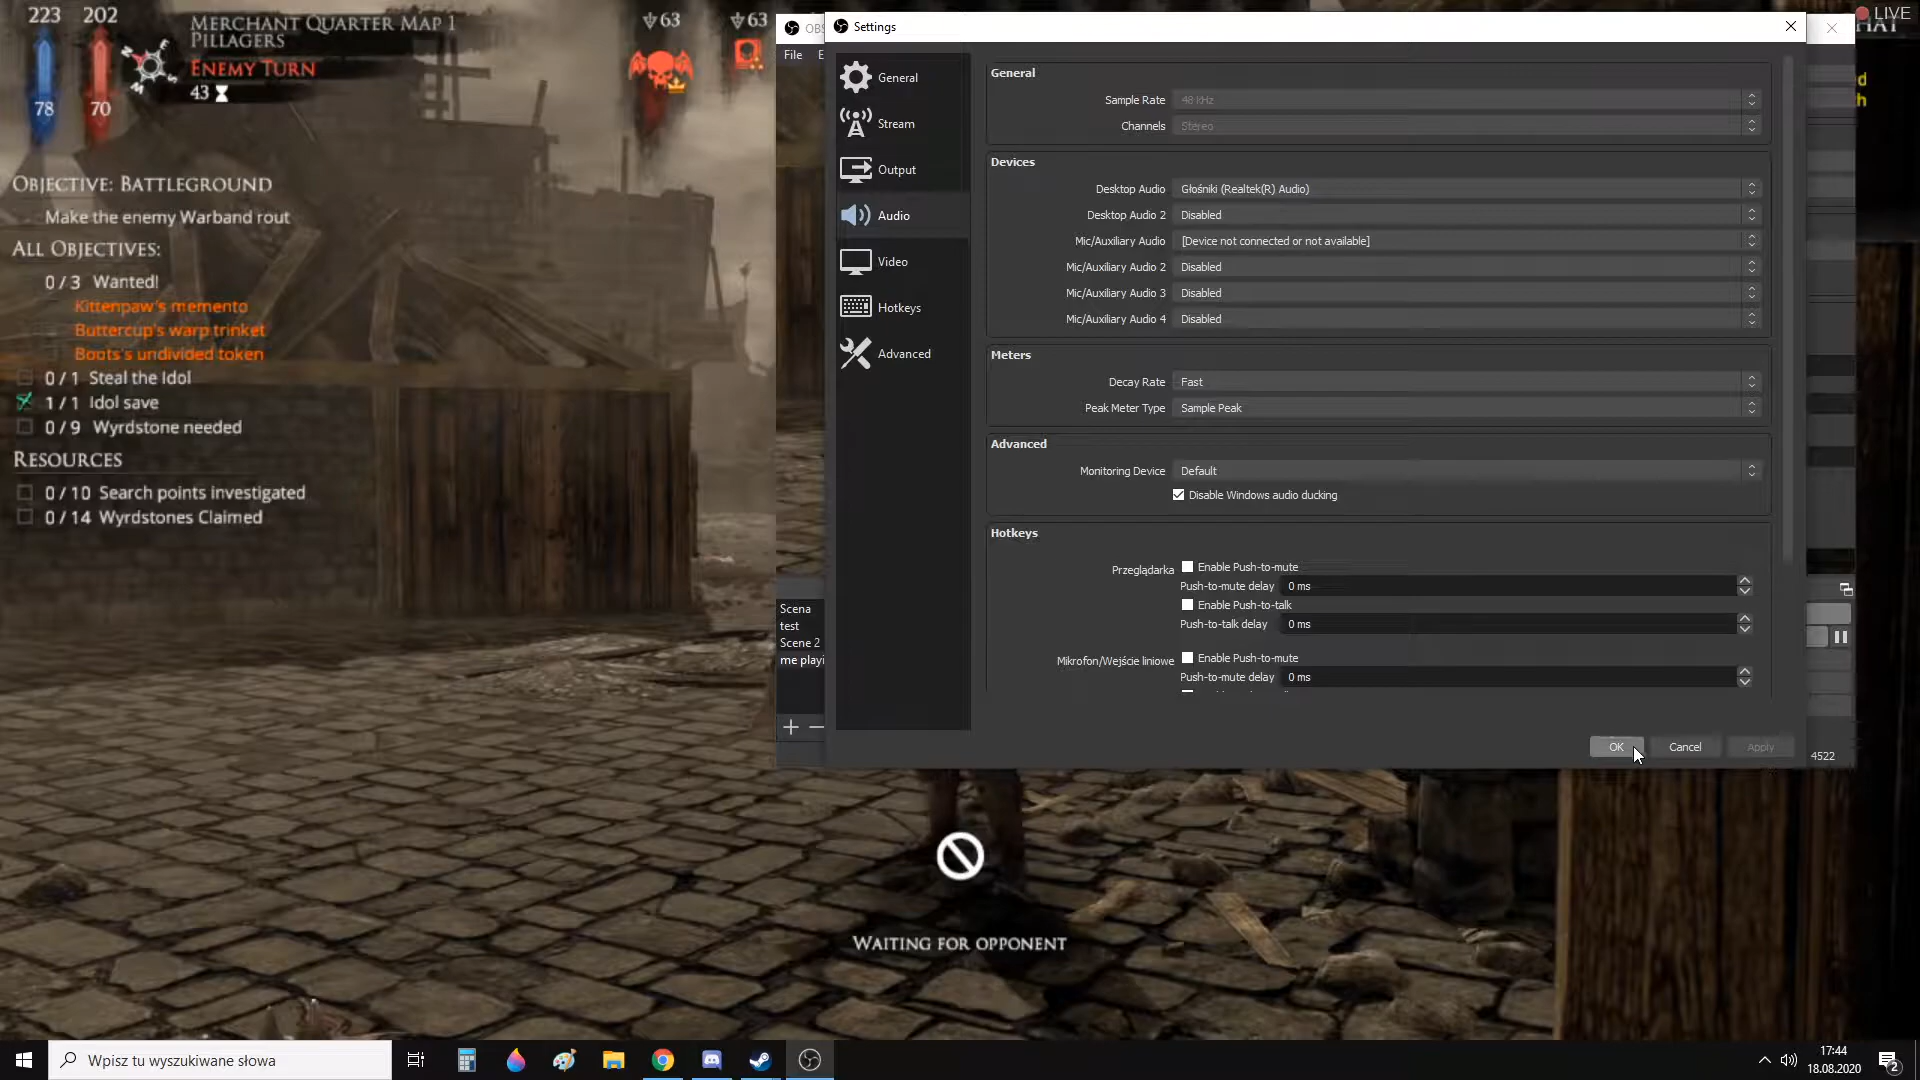 223 202
78 70
MERCHANT QUARTER MAP 1
PILLAGERS
ENEMY TURN
43
63 63
OBJECTIVE: BATTLEGROUND
Make the enemy Warband rout
ALL OBJECTIVES:
0 / 3 Wanted!
Kittenpaw's memento
Buttercup's warp trinket
Boots's undivided token
0 / 1 Steal the Idol
1 / 1 Idol save
0 / 9 Wyrdstone needed
RESOURCES
0 / 10 Search points investigated
0 / 14 Wyrdstones Claimed
OBS
File E
Settings
LIVE
General
Stream
Output
Audio
Video
Hotkeys
Advanced
General
Sample Rate 48 kHz
Channels Stereo
Devices
Desktop Audio Głośniki (Realtek(R) Audio)
Desktop Audio 2 Disabled
Mic/Auxiliary Audio [Device not connected or not available]
Mic/Auxiliary Audio 2 Disabled
Mic/Auxiliary Audio 3 Disabled
Mic/Auxiliary Audio 4 Disabled
Meters
Decay Rate Fast
Peak Meter Type Sample Peak
Advanced
Monitoring Device Default
Disable Windows audio ducking
Hotkeys
Przeglądarka Enable Push-to-mute
Push-to-mute delay 0 ms
Enable Push-to-talk
Push-to-talk delay 0 ms
Mikrofon/Wejście liniowe Enable Push-to-mute
Push-to-mute delay 0 ms
OK Cancel Apply
Scena
test
Scene 2
me playi
4522
WAITING FOR OPPONENT
Wpisz tu wyszukiwane słowa
17:44
18.08.2020
2